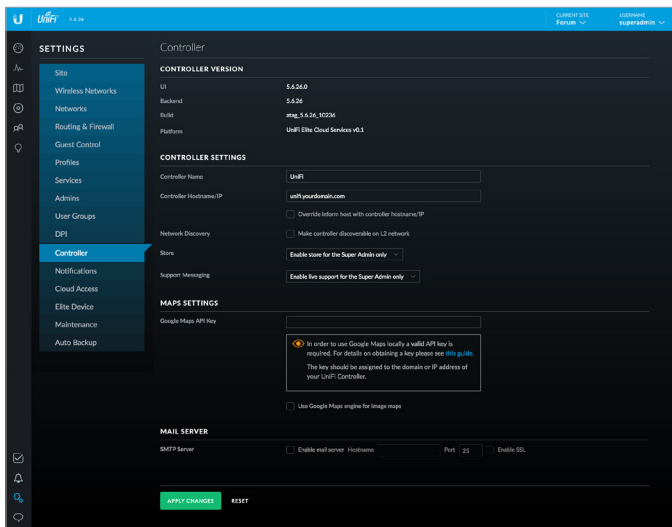 U UniFi 5.6.26
CURRENT SITE
Forum
USERNAME
superadmin
SETTINGS
Site
Wireless Networks
Networks
Routing & Firewall
Guest Control
Profiles
Services
Admins
User Groups
DPI
Controller
Notifications
Cloud Access
Elite Device
Maintenance
Auto Backup
Controller
CONTROLLER VERSION
UI 5.6.26.0
Backend 5.6.26
Build atag_5.6.26_10236
Platform UniFi Elite Cloud Services v0.1
CONTROLLER SETTINGS
Controller Name UniFi
Controller Hostname/IP unifi.yourdomain.com
Override inform host with controller hostname/IP
Network Discovery Make controller discoverable on L2 network
Store Enable store for the Super Admin only
Support Messaging Enable live support for the Super Admin only
MAPS SETTINGS
Google Maps API Key
In order to use Google Maps locally a valid API key is
required. For details on obtaining a key please see this guide.
The key should be assigned to the domain or IP address of
your UniFi Controller.
Use Google Maps engine for Image maps
MAIL SERVER
SMTP Server Enable mail server Hostname Port 25 Enable SSL
APPLY CHANGES RESET